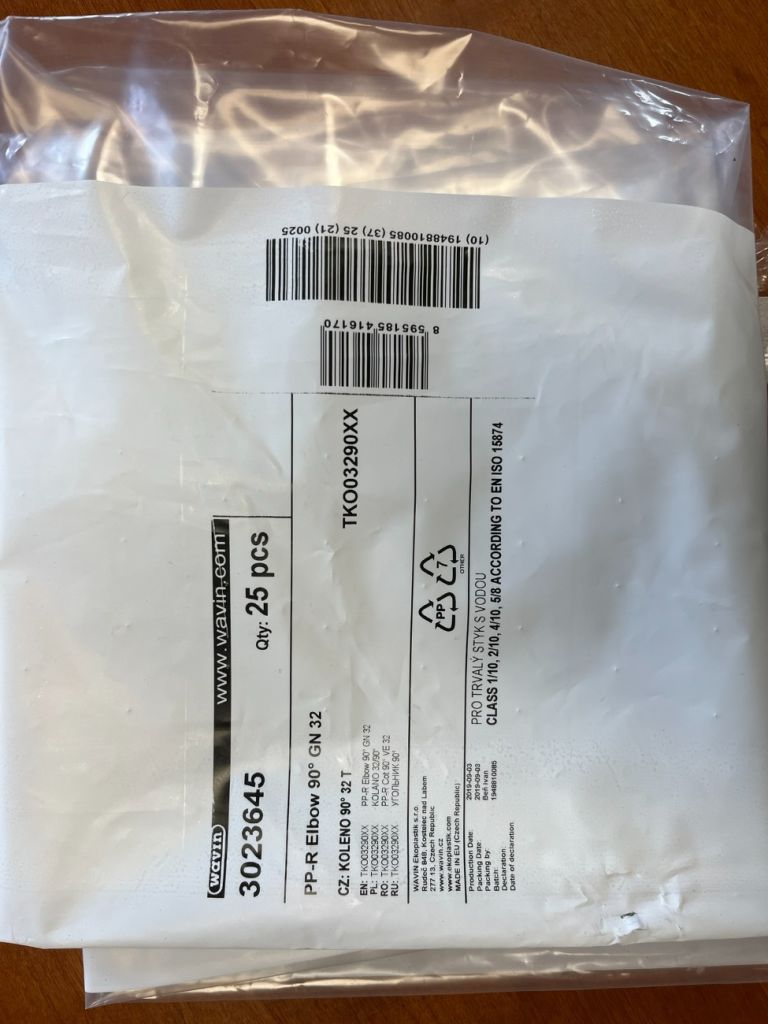 wavin
www.wavin.com
3023645
Qty: 25 pcs
PP-R Elbow 90° GN 32
CZ: KOLENO 90° 32 T
TKO03290XX
EN: TKO03290XX PP-R Elbow 90° GN 32
PL: TKO03290XX KOLANO 32/90°
RO: TKO03290XX PP-R Cot 90° VE 32
RU: TKO03290XX УГОЛЬНИК 90°
WAVIN Ekoplastik s.r.o.
Rudeč 848, Kostelec nad Labem
277 13, Czech Republic
www.wavin.cz
www.ekoplastik.com
MADE IN EU (Czech Republic)
PP
7
OTHER
Production Date: 2019-09-03
Packing Date: 2019-09-03
Packing by: Beň Ivan
Batch: 1948810085
Declaration:
Date of declaration:
PRO TRVALÝ STYK S VODOU
CLASS 1/10, 2/10, 4/10, 5/8 ACCORDING TO EN ISO 15874
8 595185 416170
(10) 1948810085 (37) 25 (21) 0025